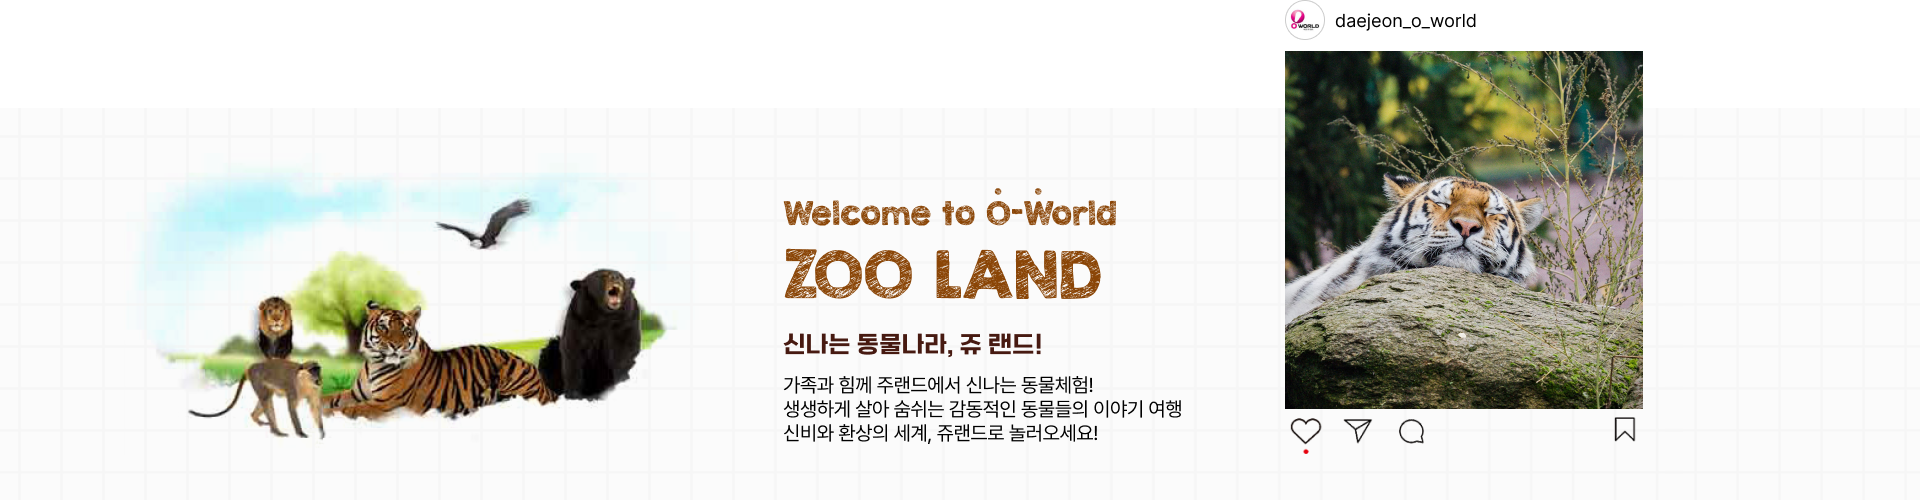 O WORLD
daejeon_o_world
Welcome to O-World
ZOO LAND
신나는 동물나라, 쥬 랜드!
가족과 함께 주랜드에서 신나는 동물체험!
생생하게 살아 숨쉬는 감동적인 동물들의 이야기 여행
신비와 환상의 세계, 쥬랜드로 놀러오세요!